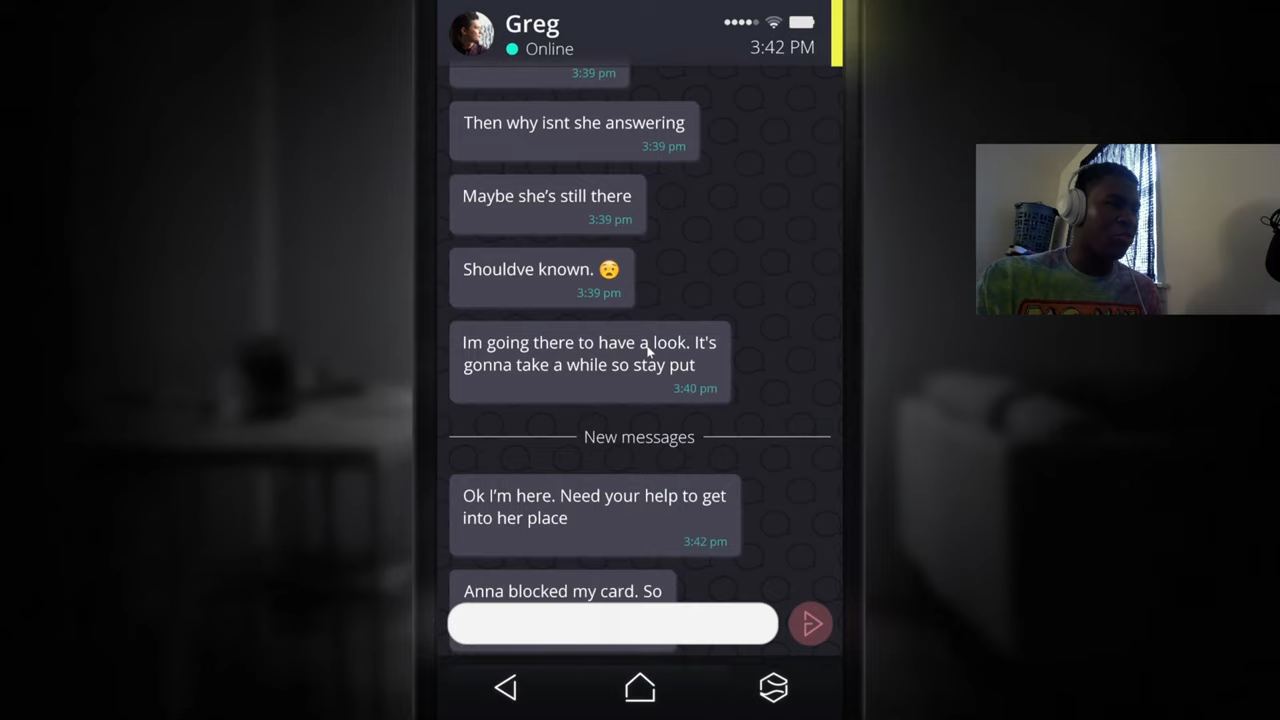 Greg
Online
3:42 PM
3:39 pm
Then why isnt she answering
3:39 pm
Maybe she's still there
3:39 pm
Shouldve known. 😟
3:39 pm
Im going there to have a look. It's
gonna take a while so stay put
3:40 pm
New messages
Ok I'm here. Need your help to get
into her place
3:42 pm
Anna blocked my card. So